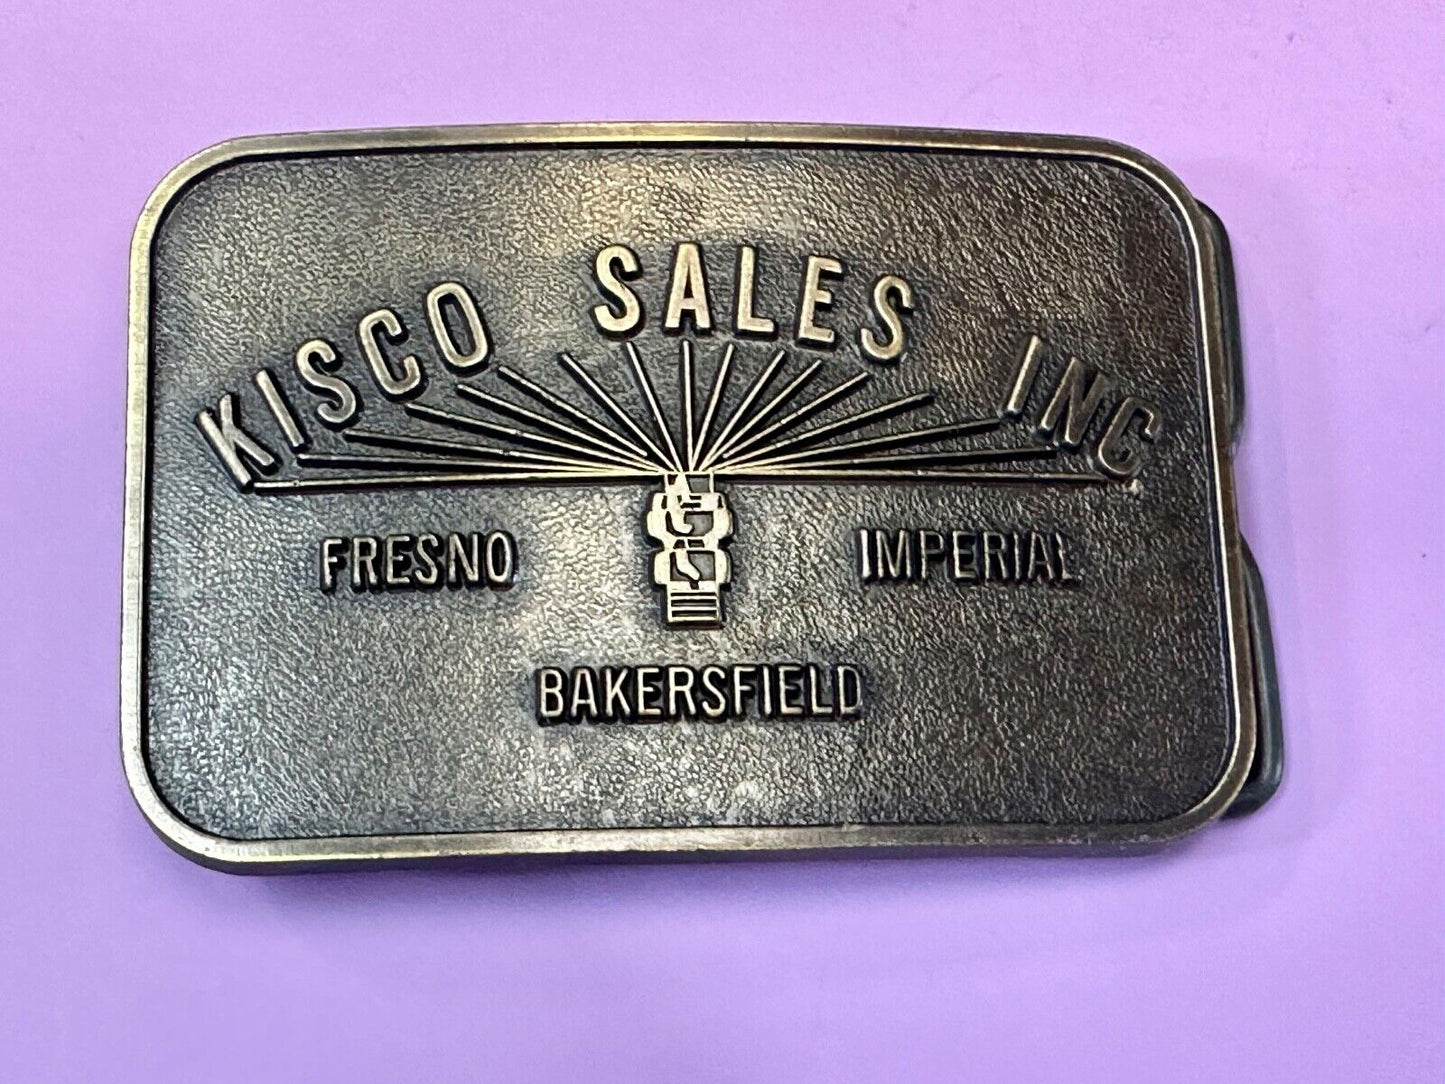 KISCO SALES INC.
FRESNO
IMPERIAL
BAKERSFIELD